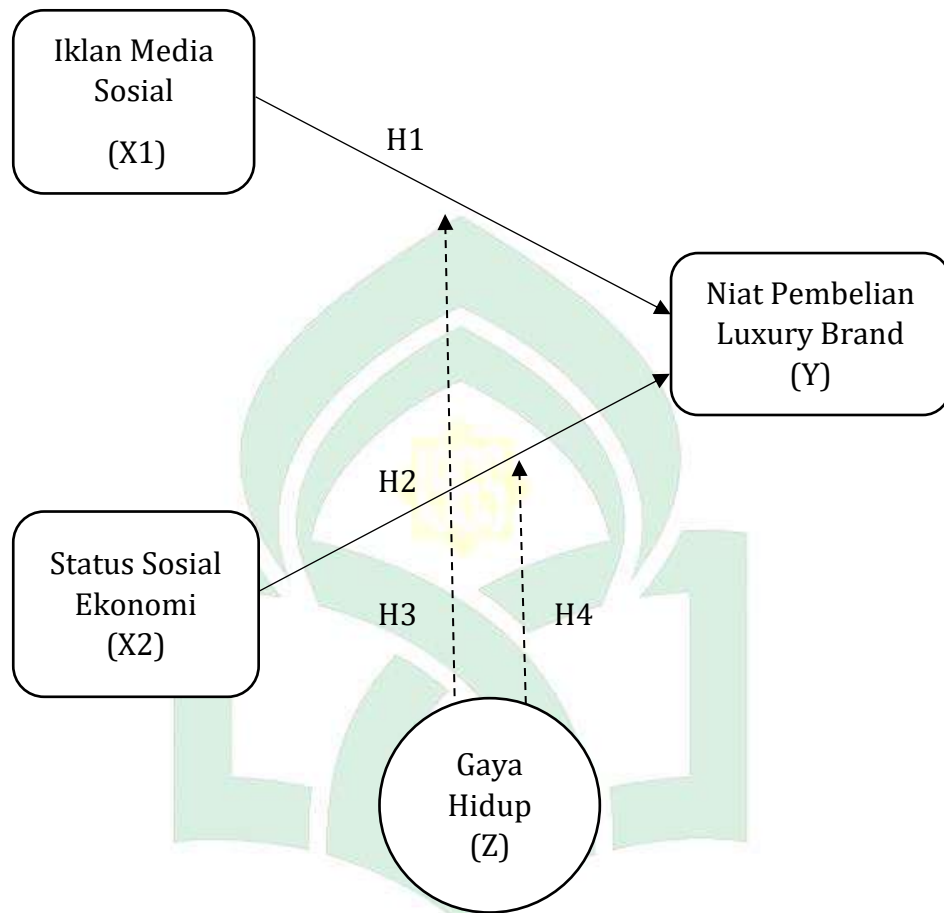 Iklan Media
Sosial
(X1)
H1
Niat Pembelian
Luxury Brand
(Y)
H2
Status Sosial
Ekonomi
(X2)
H3
H4
Gaya
Hidup
(Z)